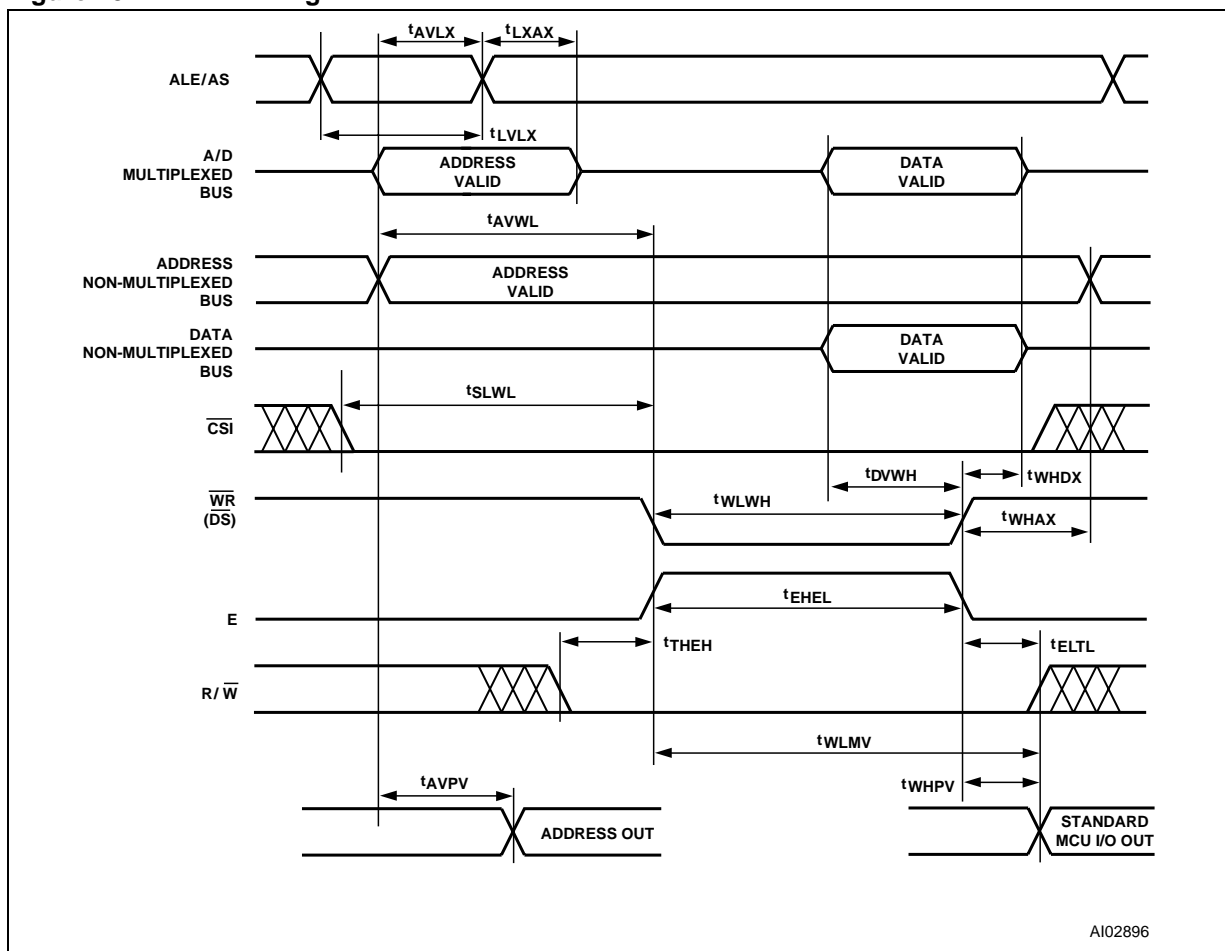 tAVLX tLXAX
ALE/AS
tLVLX
A/D
MULTIPLEXED
BUS
ADDRESS
VALID
DATA
VALID
tAVWL
ADDRESS
NON-MULTIPLEXED
BUS
ADDRESS
VALID
DATA
NON-MULTIPLEXED
BUS
DATA
VALID
tSLWL
CSI
tDVWH
tWHDX
WR
(DS)
tWLWH
tWHAX
E
tEHEL
tTHEH
tELTL
R/ W
tWLMV
tAVPV
tWHPV
ADDRESS OUT
STANDARD
MCU I/O OUT
AI02896